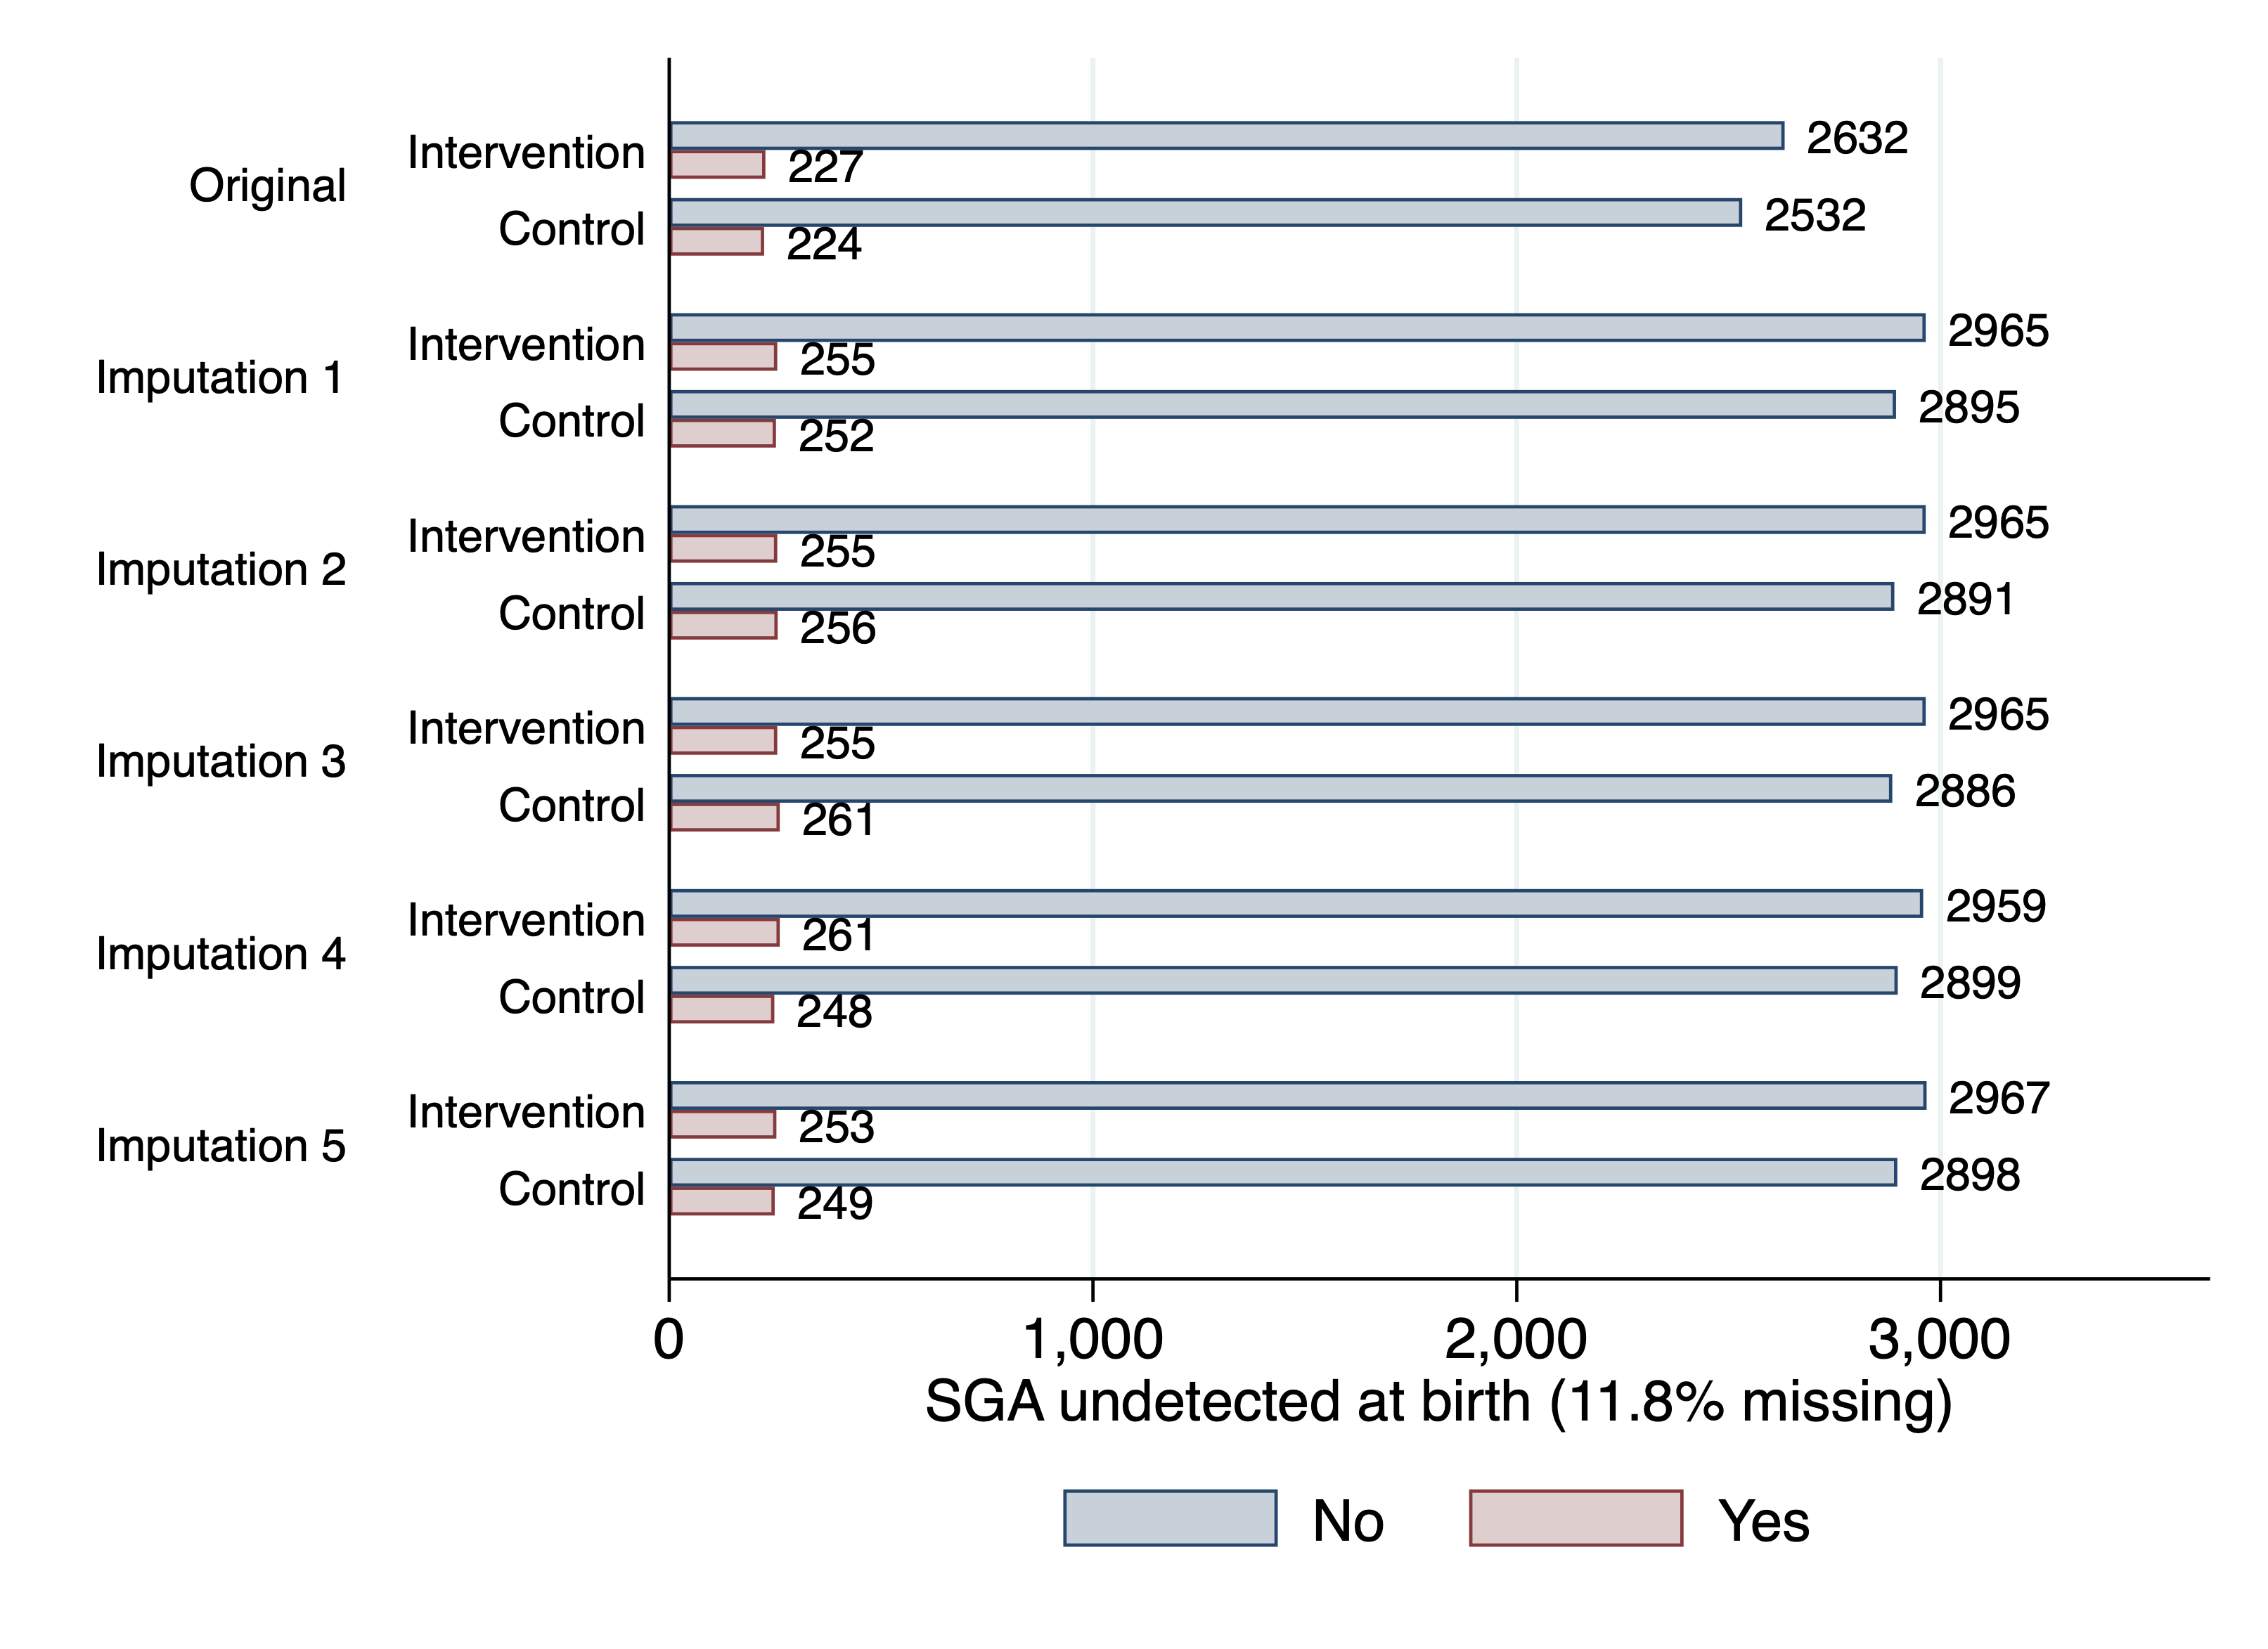 Original
Intervention
2632
227
Control
2532
224
Imputation 1
Intervention
2965
255
Control
2895
252
Imputation 2
Intervention
2965
255
Control
2891
256
Imputation 3
Intervention
2965
255
Control
2886
261
Imputation 4
Intervention
2959
261
Control
2899
248
Imputation 5
Intervention
2967
253
Control
2898
249
0 1,000 2,000 3,000
SGA undetected at birth (11.8% missing)
No Yes